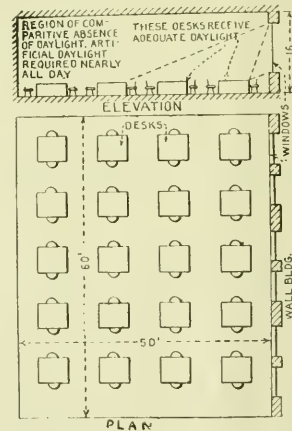 REGION OF COM-
PARITIVE ABSENCE
OF DAYLIGHT, ARTI-
FICIAL DAYLIGHT
REQUIRED NEARLY
ALL DAY
THESE DESKS RECEIVE
ADEQUATE DAYLIGHT
16'
ELEVATION
WINDOWS
DESKS
60'
50'
WALL BLDG.
PLAN